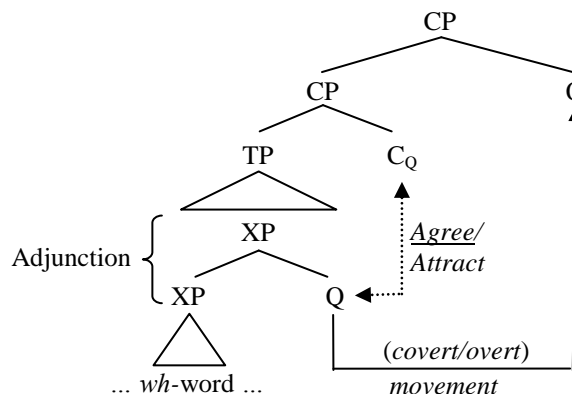 CP
CP
TP C_Q
XP
Adjunction
Agree/
Attract
XP Q
(covert/overt)
movement
... wh-word ...